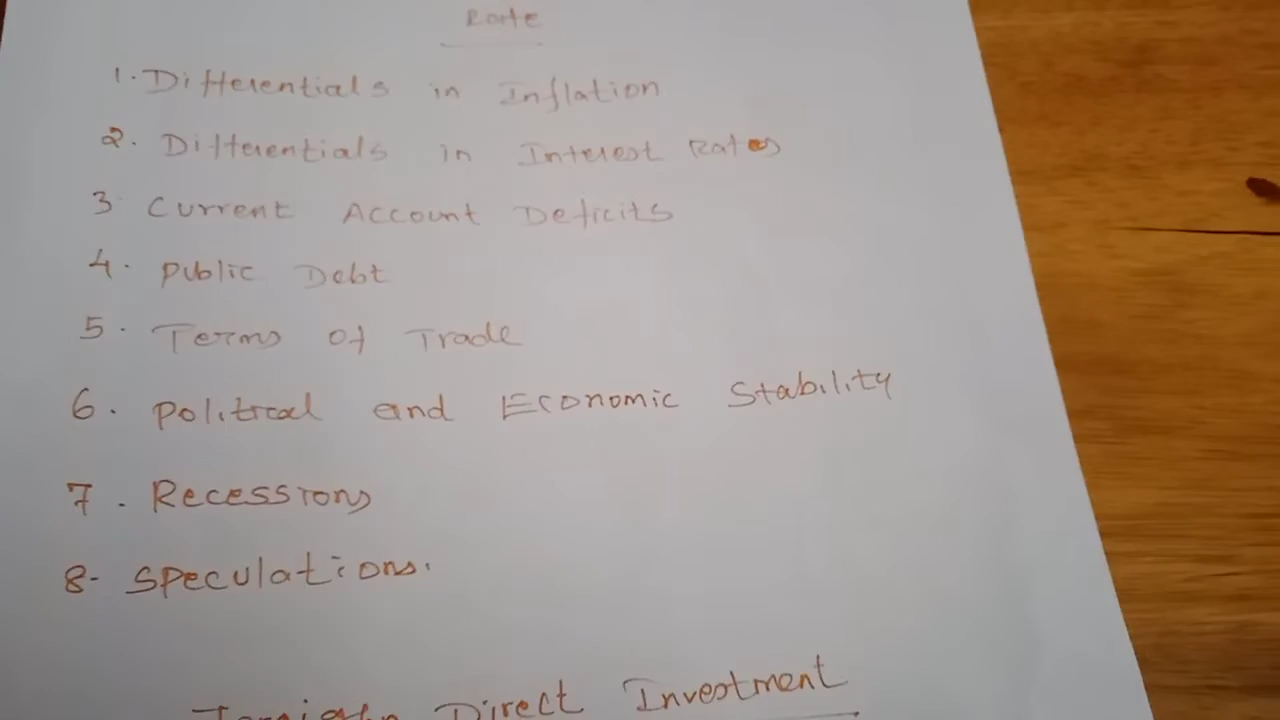 Rate
1. Differentials in Inflation
2. Differentials in Interest Rates
3 Current Account Deficits
4. Public Debt
5. Terms of Trade
6. Political and Economic Stability
7. Recessions
8- Speculations.
Foreign Direct Investment